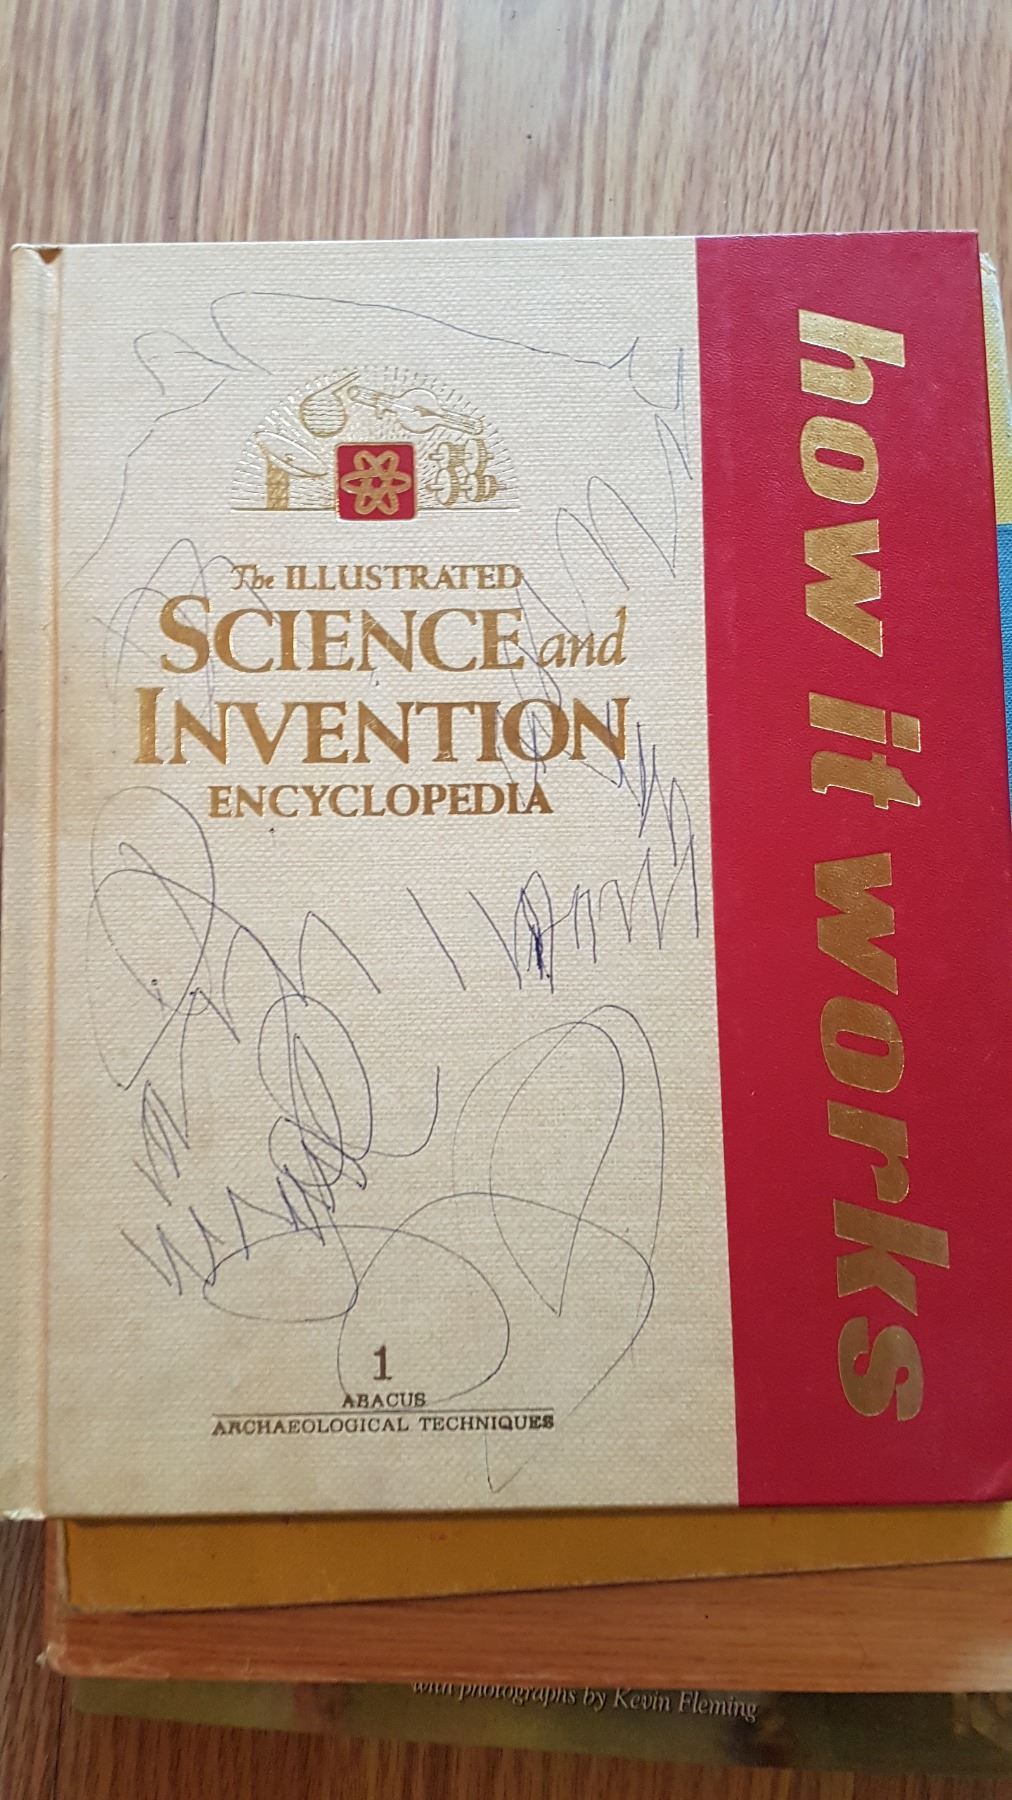 The ILLUSTRATED
SCIENCE and
INVENTION
ENCYCLOPEDIA
how it works
1
ABACUS
ARCHAEOLOGICAL TECHNIQUES
with photographs by Kevin Fleming